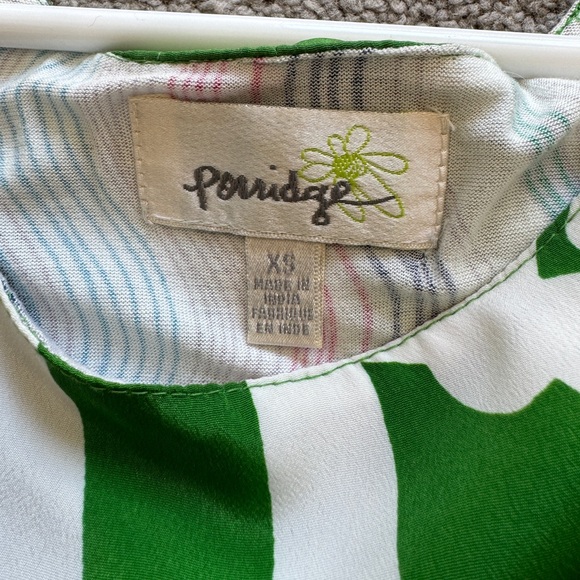 Porridge
XS
MADE IN
INDIA
FABRIQUE
EN INDE